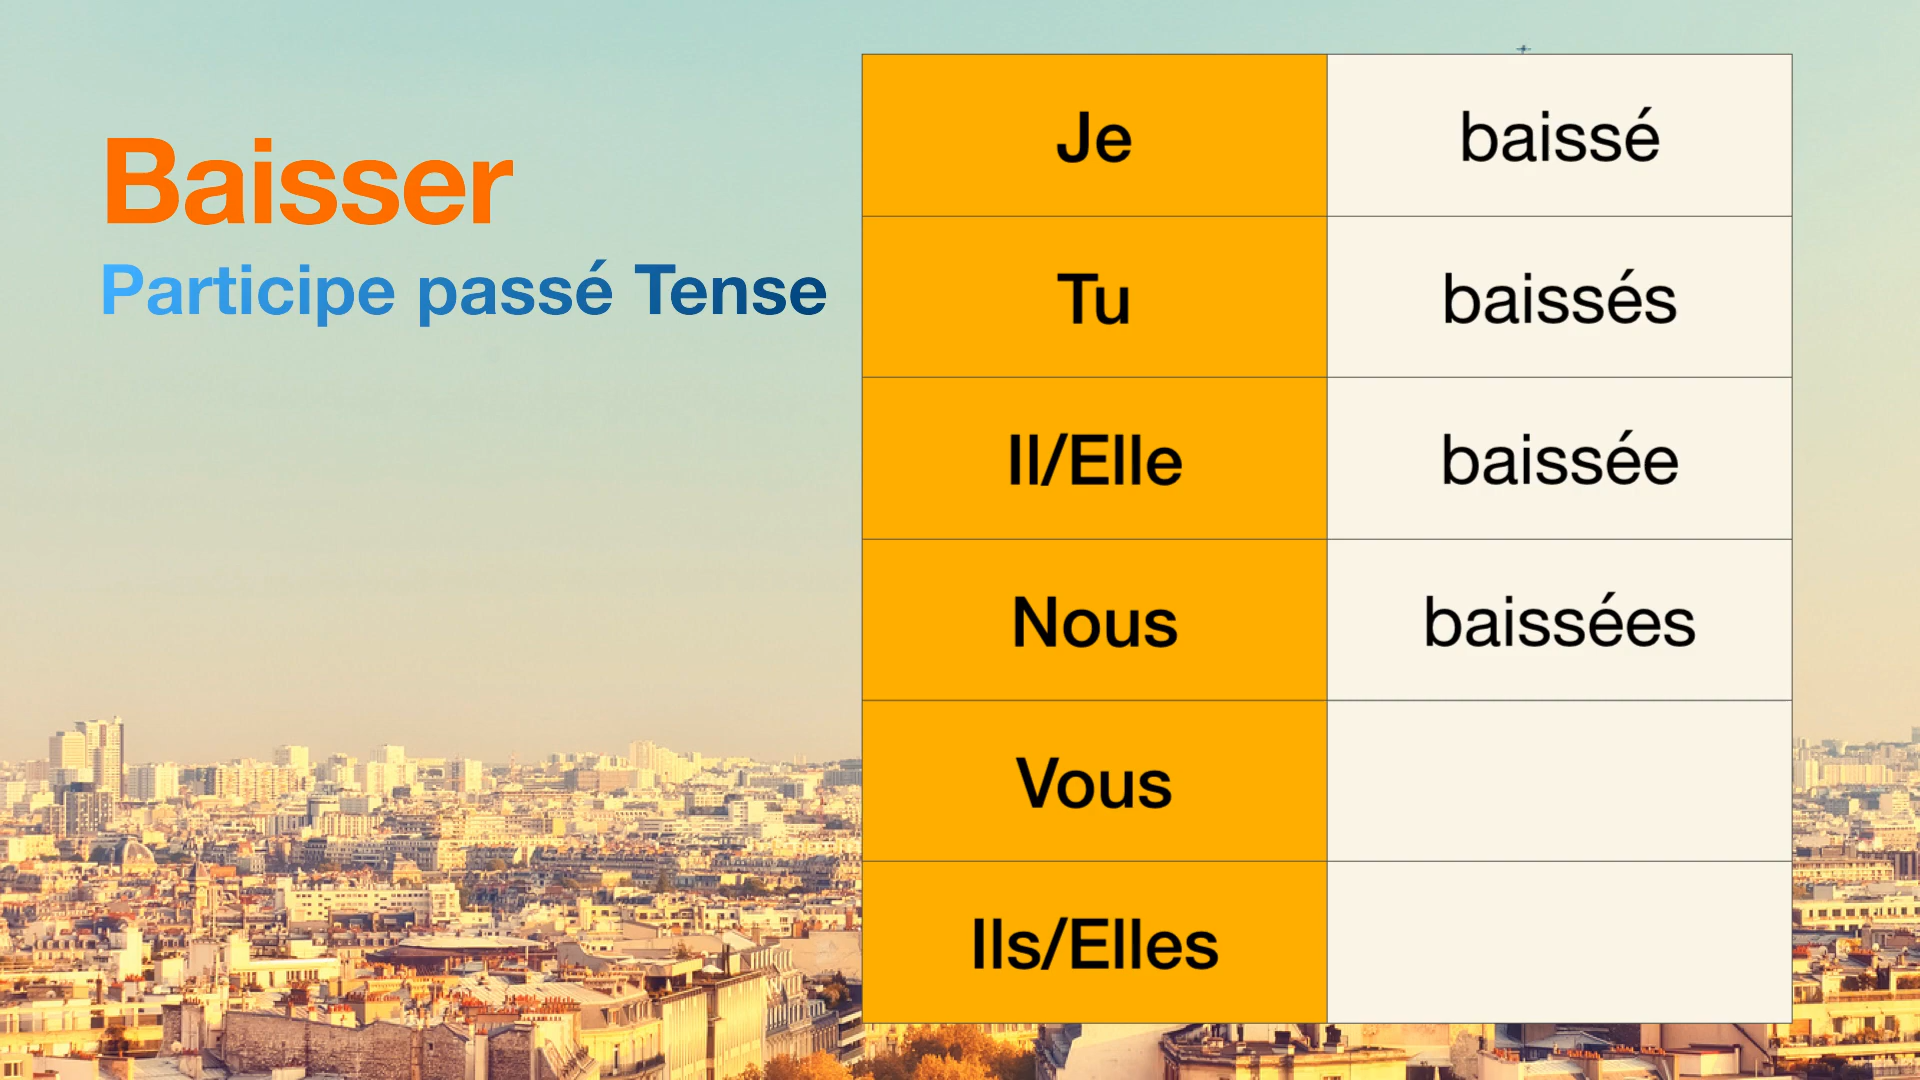 Baisser
Participe passé Tense
Je baissé
Tu baissés
Il/Elle baissée
Nous baissées
Vous
Ils/Elles